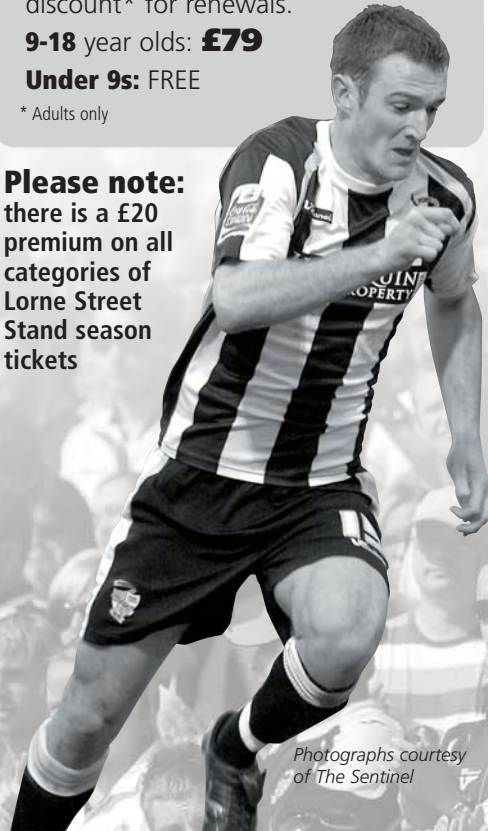 discount* for renewals.
9-18 year olds: £79
Under 9s: FREE
* Adults only
Please note:
there is a £20
premium on all
categories of
Lorne Street
Stand season
tickets
Photographs courtesy
of The Sentinel